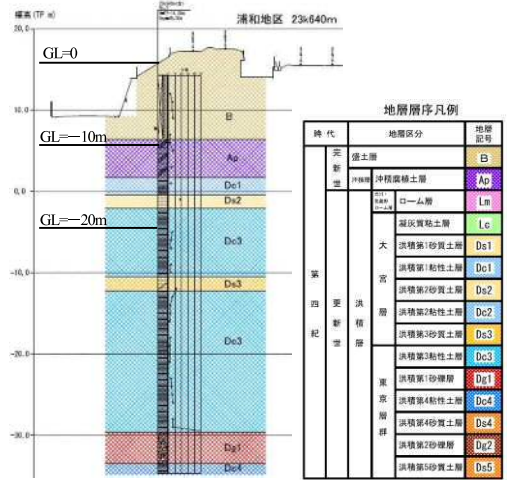 標高(TP m)
浦和地区 23k640m
20.0
GL=0
10.0
B
GL=－10m
Ap
Dc1
0.0
Ds2
GL=－20m
Dc3
-10.0
Ds3
Dc3
-20.0
-30.0
Dg1
Dc4
地層層序凡例
時代 地層区分 地層記号
第四紀
完新世
更新世
盛土層 B
沖積層 沖積腐植土層 Ap
洪積層
ローム層 Lm
大宮層
凝灰質粘土層 Lc
洪積第1砂質土層 Ds1
洪積第1粘性土層 Dc1
洪積第2砂質土層 Ds2
洪積第2粘性土層 Dc2
洪積第3砂質土層 Ds3
東京層群
洪積第3粘性土層 Dc3
洪積第1砂礫層 Dg1
洪積第4粘性土層 Dc4
洪積第4砂質土層 Ds4
洪積第2砂礫層 Dg2
洪積第5砂質土層 Ds5